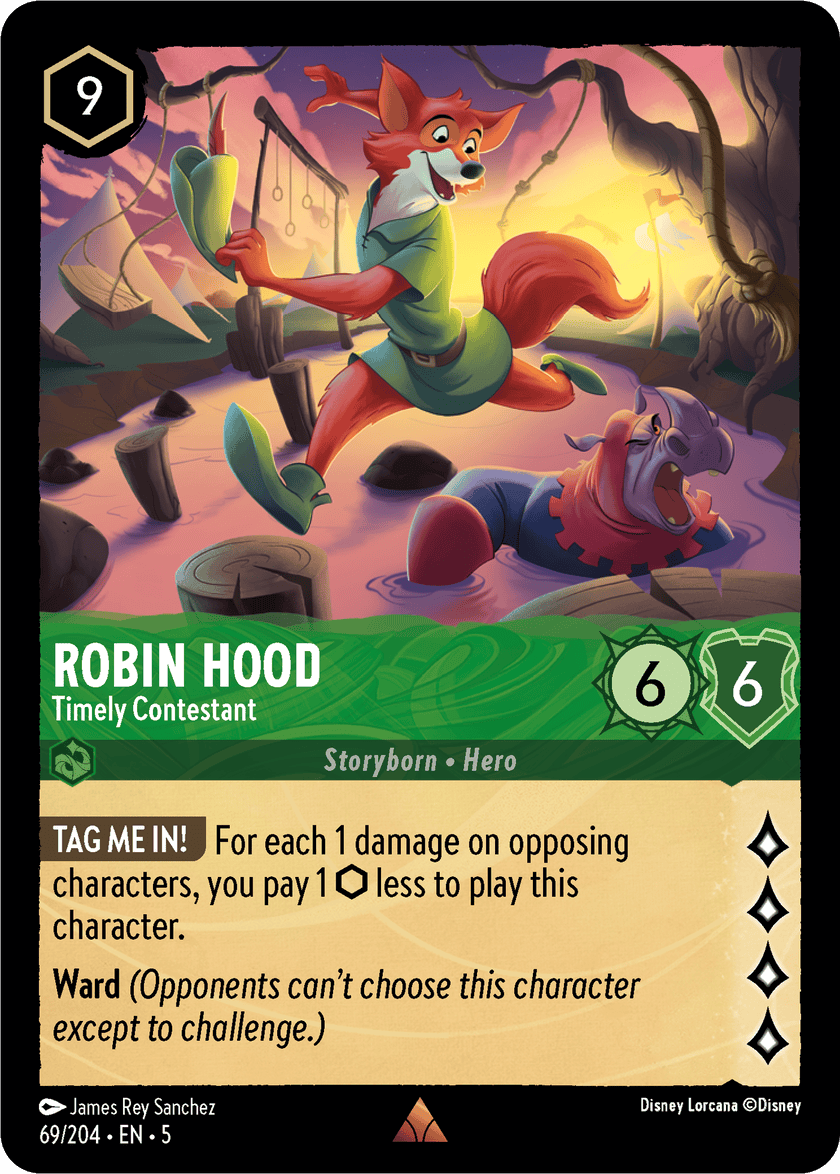 9
ROBIN HOOD
Timely Contestant
6
6
Storyborn • Hero
TAG ME IN! For each 1 damage on opposing
characters, you pay 1 ⬡ less to play this
character.
Ward (Opponents can't choose this character
except to challenge.)
James Rey Sanchez
Disney Lorcana ©Disney
69/204 • EN • 5